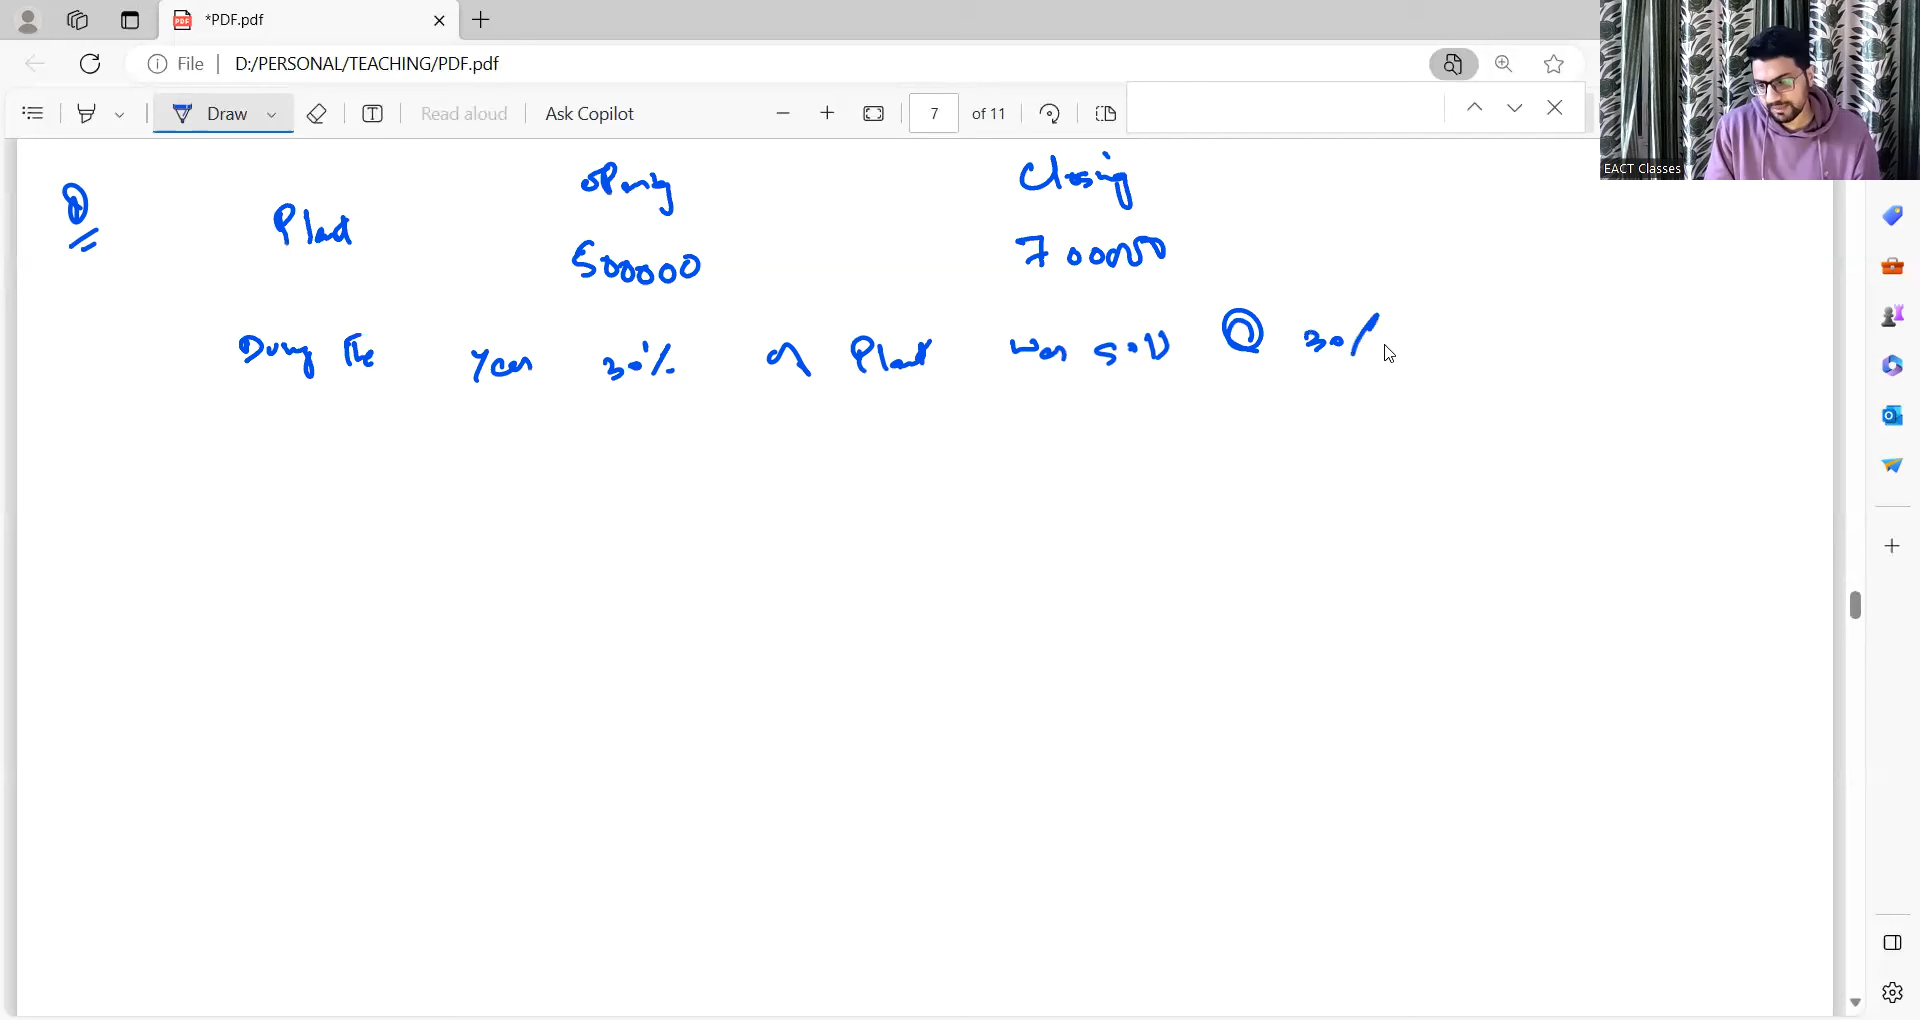 *PDF.pdf
File D:/PERSONAL/TEACHING/PDF.pdf
Draw Read aloud Ask Copilot 7 of 11
EACT Classes
Opening Closing
Q Plant
500000 700000
During the year 30% of Plant was sold @ 30%